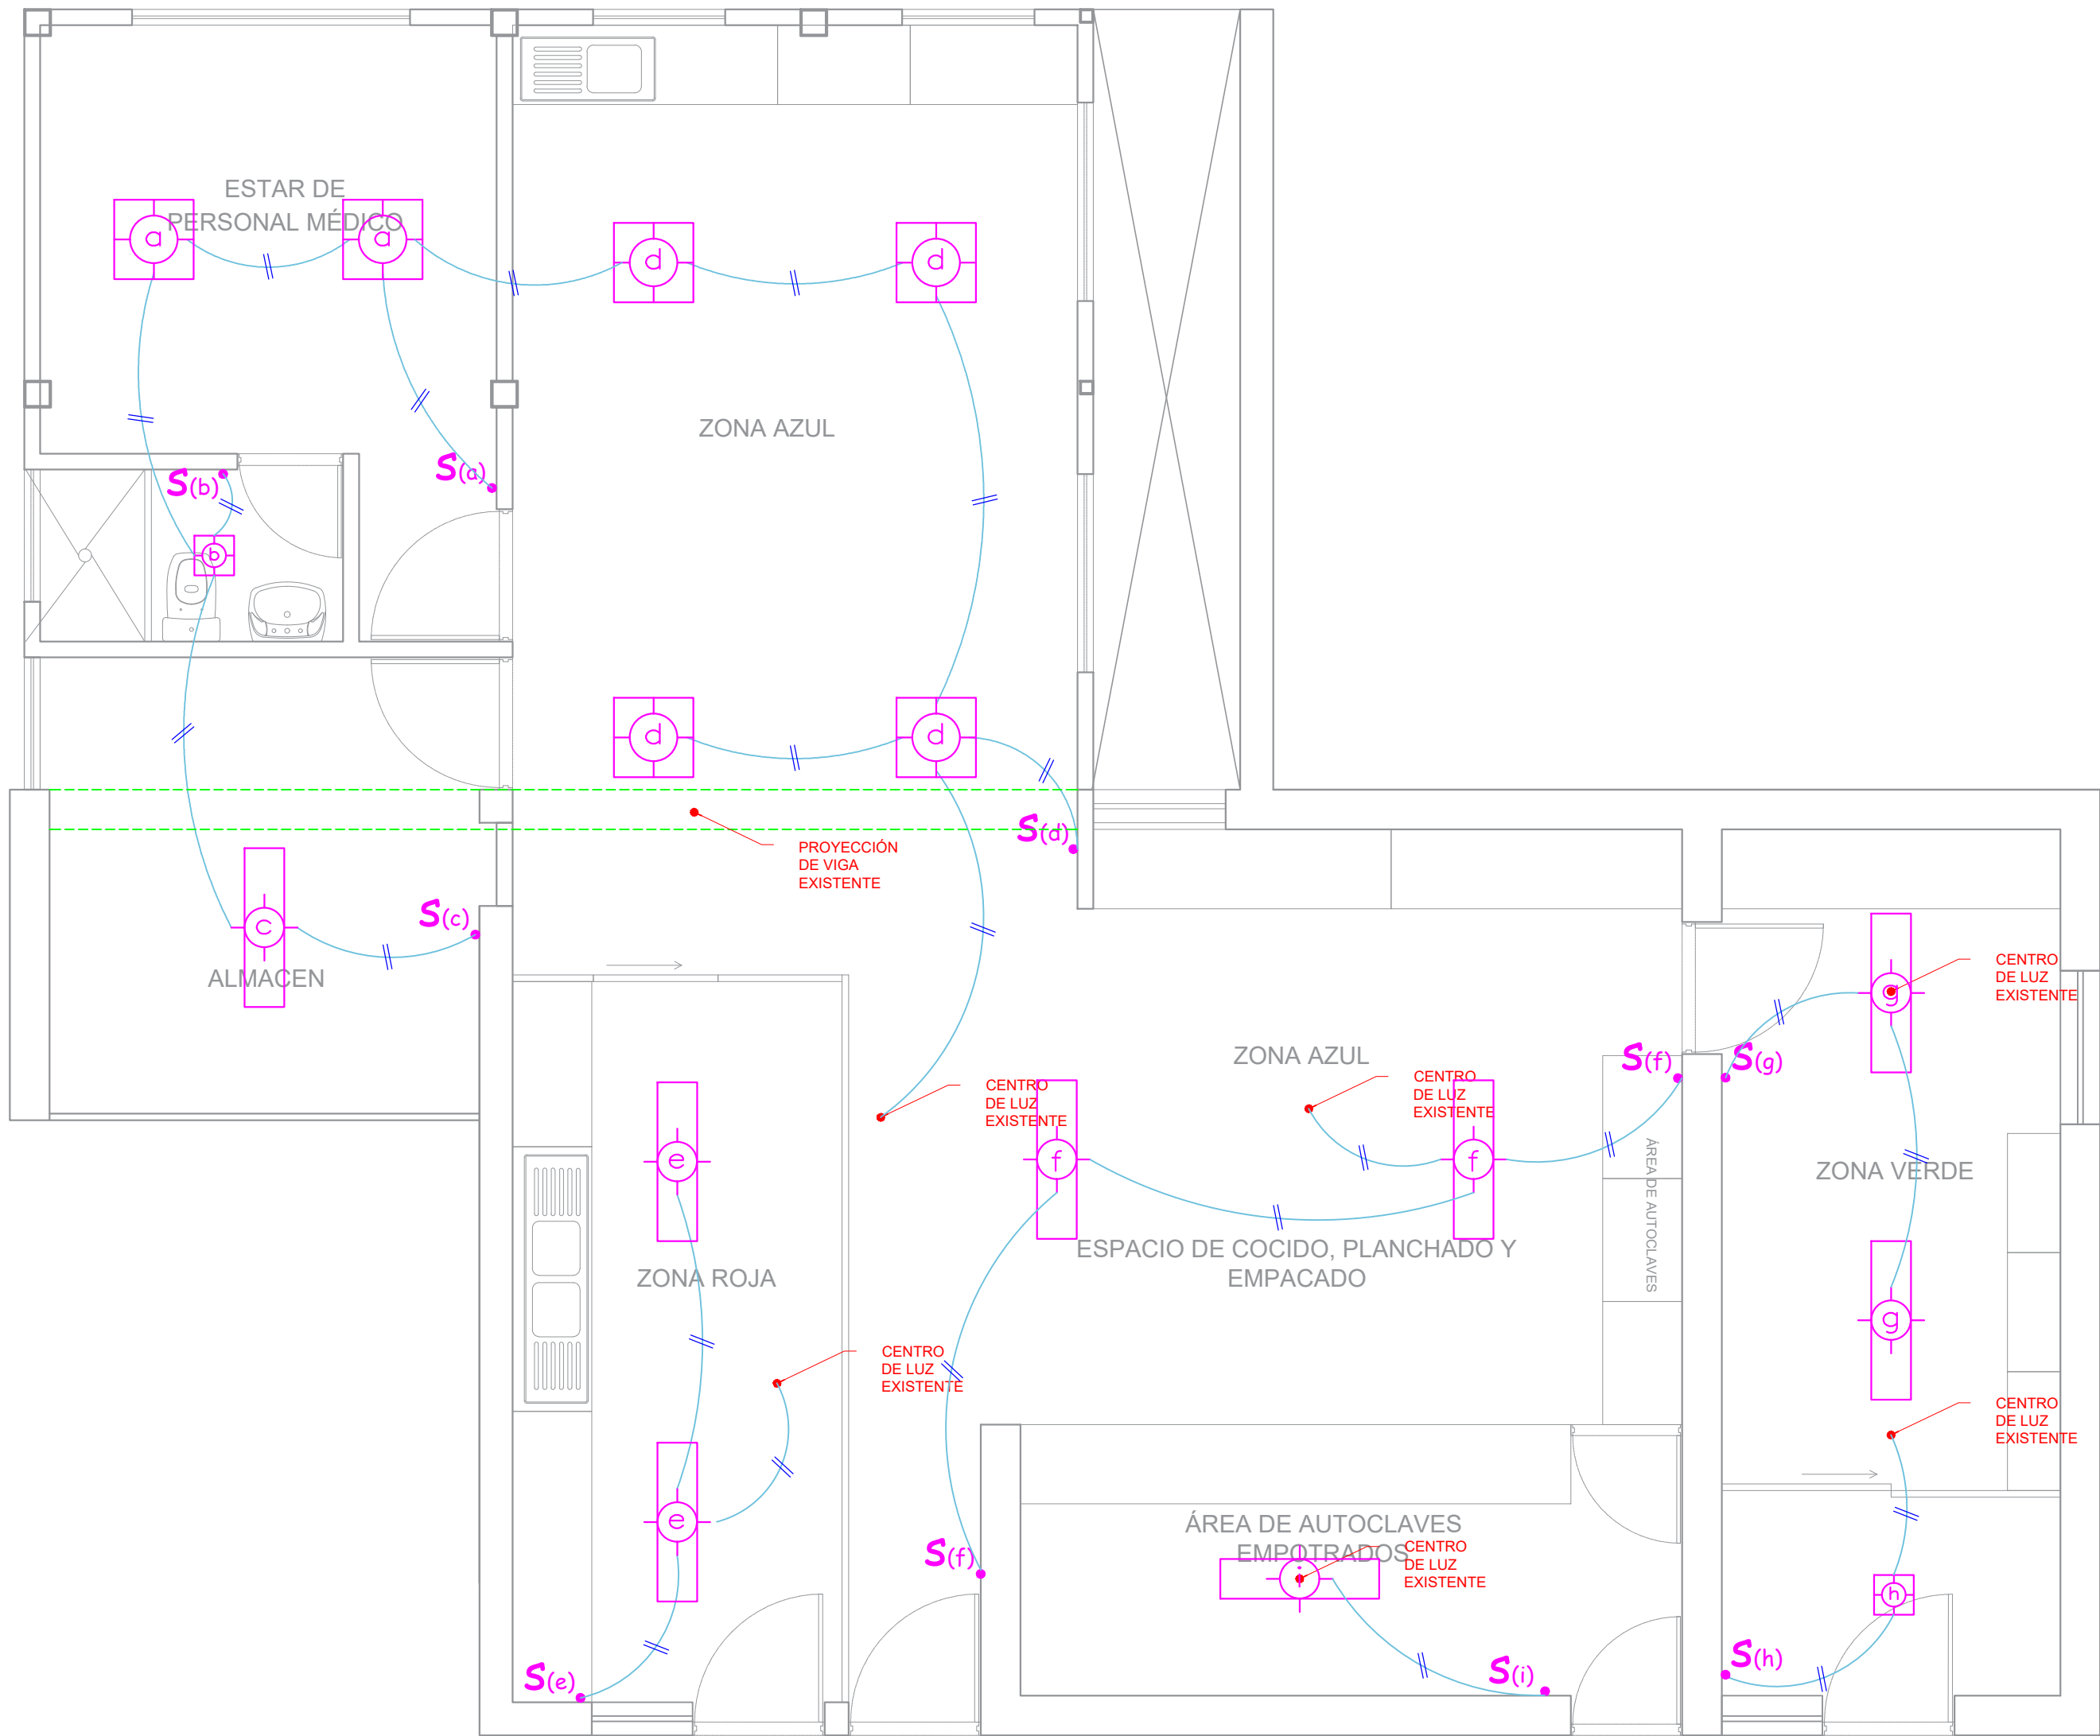 ESTAR DE
PERSONAL MÉDICO
a
a
d
d
ZONA AZUL
S(a)
S(b)
b
d
d
S(d)
PROYECCIÓN
DE VIGA
EXISTENTE
c
S(c)
ALMACEN
g
CENTRO
DE LUZ
EXISTENTE
ZONA AZUL
S(f)
S(g)
CENTRO
DE LUZ
EXISTENTE
CENTRO
DE LUZ
EXISTENTE
e
f
f
ÁREA DE AUTOCLAVES
ZONA VERDE
ESPACIO DE COCIDO, PLANCHADO Y
EMPACADO
ZONA ROJA
g
CENTRO
DE LUZ
EXISTENTE
CENTRO
DE LUZ
EXISTENTE
e
ÁREA DE AUTOCLAVES
EMPOTRADOS
CENTRO
DE LUZ
EXISTENTE
S(f)
i
h
S(e)
S(i)
S(h)